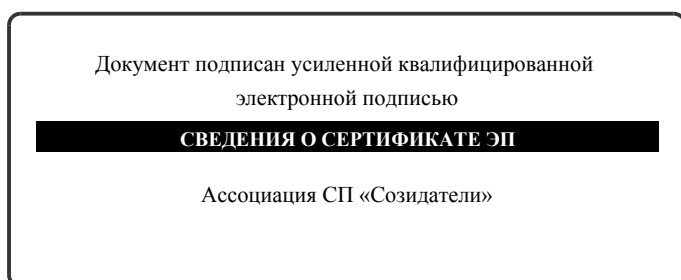 Документ подписан усиленной квалифицированной
электронной подписью
СВЕДЕНИЯ О СЕРТИФИКАТЕ ЭП
Ассоциация СП «Созидатели»